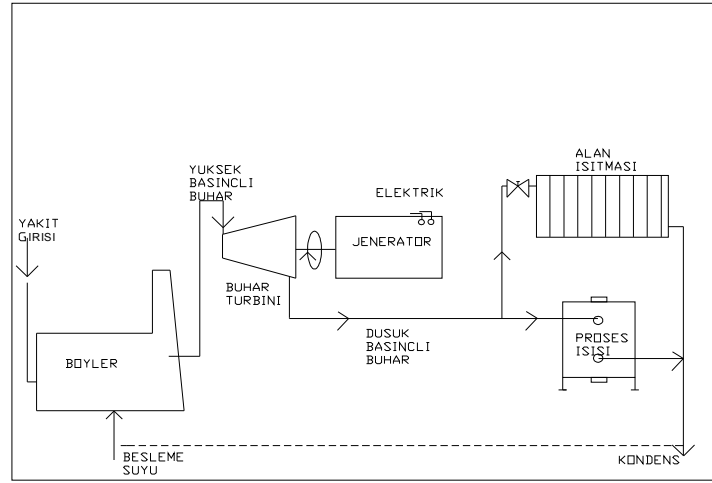 YUKSEK
BASINCLI
BUHAR
ALAN
ISITMASI
ELEKTRIK
YAKIT
GIRISI
JENERATOR
BUHAR
TURBINI
DUSUK
BASINCLI
BUHAR
PROSES
ISISI
BOYLER
BESLEME
SUYU
KONDENS